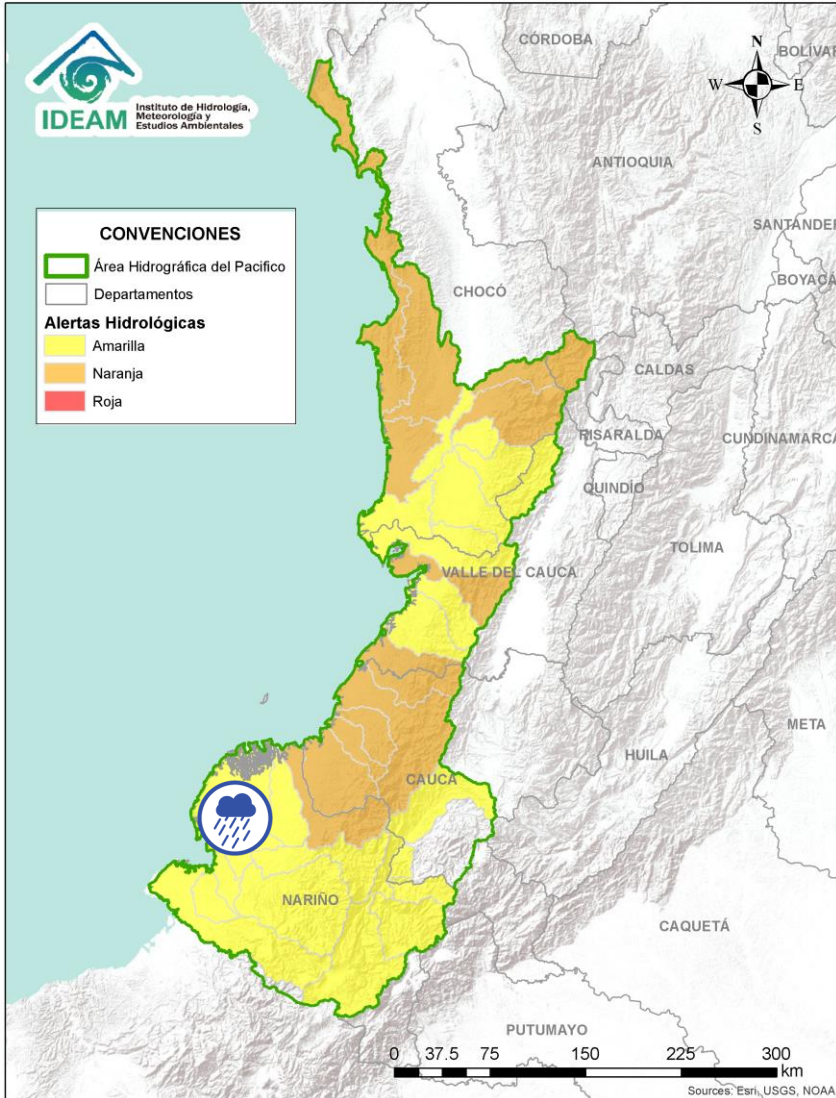 IDEAM
Instituto de Hidrología,
Meteorología y
Estudios Ambientales
CÓRDOBA
BOLÍVAR
N
W
E
S
ANTIOQUIA
SANTANDER
BOYACÁ
CONVENCIONES
Área Hidrográfica del Pacifico
Departamentos
Alertas Hidrológicas
Amarilla
Naranja
Roja
CHOCÓ
CALDAS
RISARALDA
CUNDINAMARCA
QUINDÍO
TOLIMA
VALLE DEL CAUCA
META
HUILA
CAUCA
NARIÑO
CAQUETÁ
PUTUMAYO
0 37.5 75 150 225 300
km
Sources: Esri, USGS, NOAA